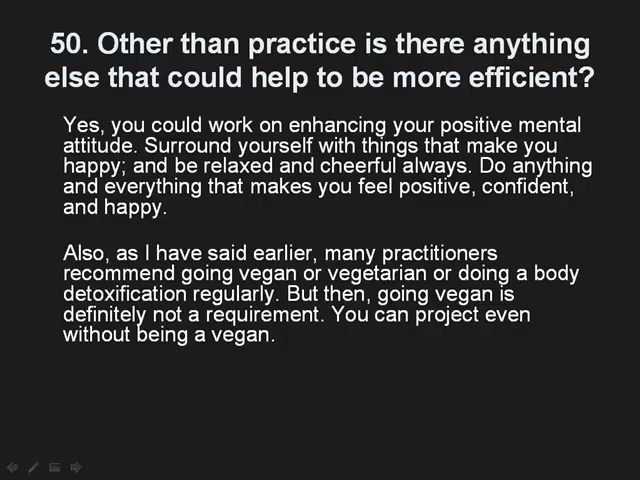 50. Other than practice is there anything
else that could help to be more efficient?
Yes, you could work on enhancing your positive mental
attitude. Surround yourself with things that make you
happy; and be relaxed and cheerful always. Do anything
and everything that makes you feel positive, confident,
and happy.
Also, as I have said earlier, many practitioners
recommend going vegan or vegetarian or doing a body
detoxification regularly. But then, going vegan is
definitely not a requirement. You can project even
without being a vegan.